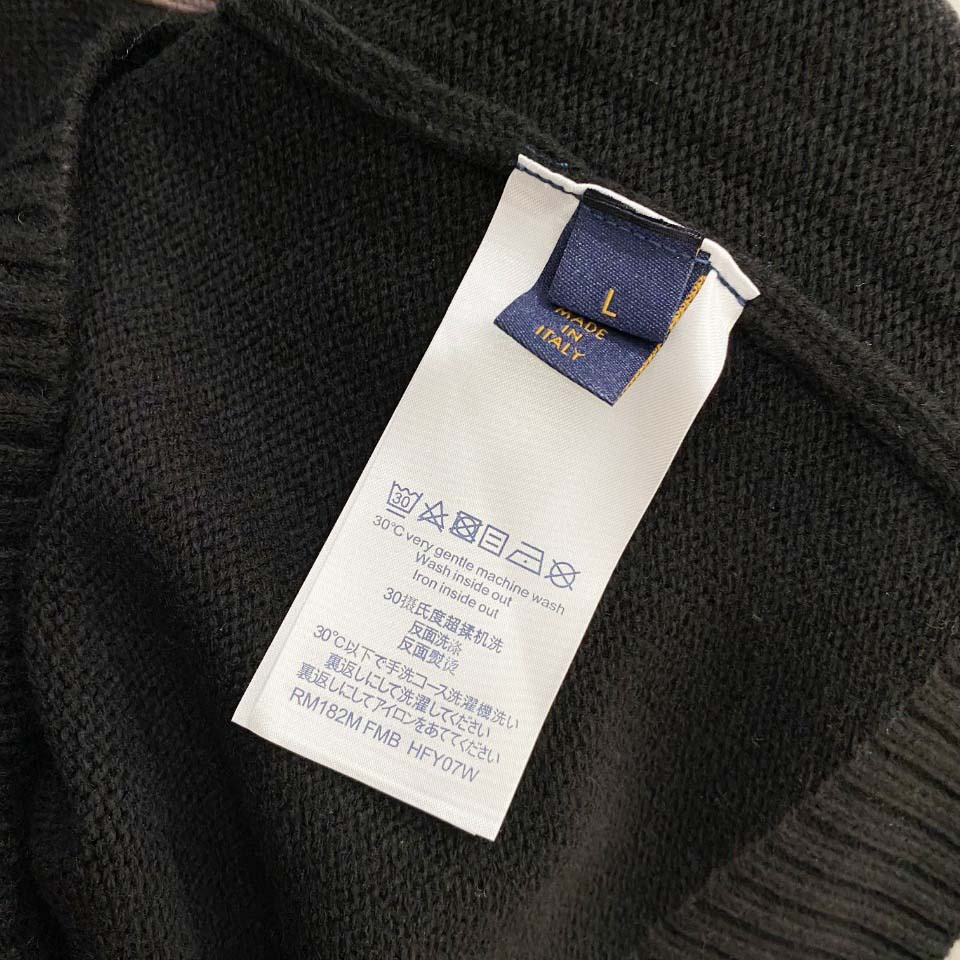 L
MADE
IN
ITALY
30
30°C very gentle machine wash
Wash inside out
Iron inside out
30摄氏度超揉机洗
反面洗涤
反面熨烫
30°C以下で手洗コース洗濯機洗い
裏返しにして洗濯してください
裏返しにしてアイロンをあててください
RM182M FMB HFY07W